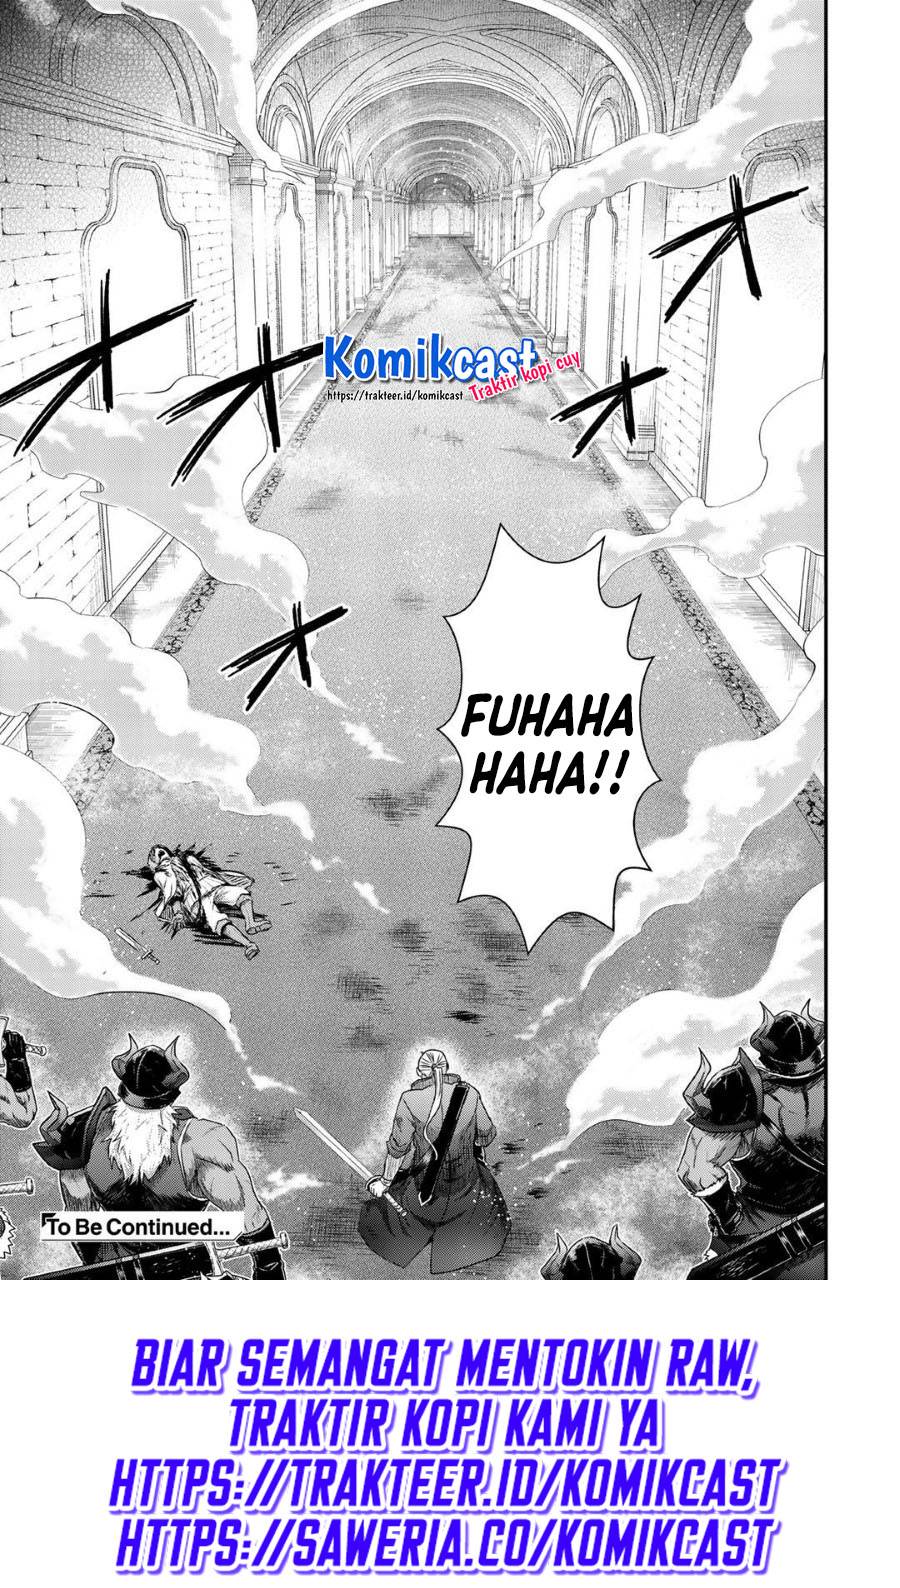 Komikcast
Traktir kopi cuy
https://trakteer.id/komikcast
FUHAHA
HAHA!!
To Be Continued...
BIAR SEMANGAT MENTOKIN RAW,
TRAKTIR KOPI KAMI YA
HTTPS://TRAKTEER.ID/KOMIKCAST
HTTPS://SAWERIA.CO/KOMIKCAST